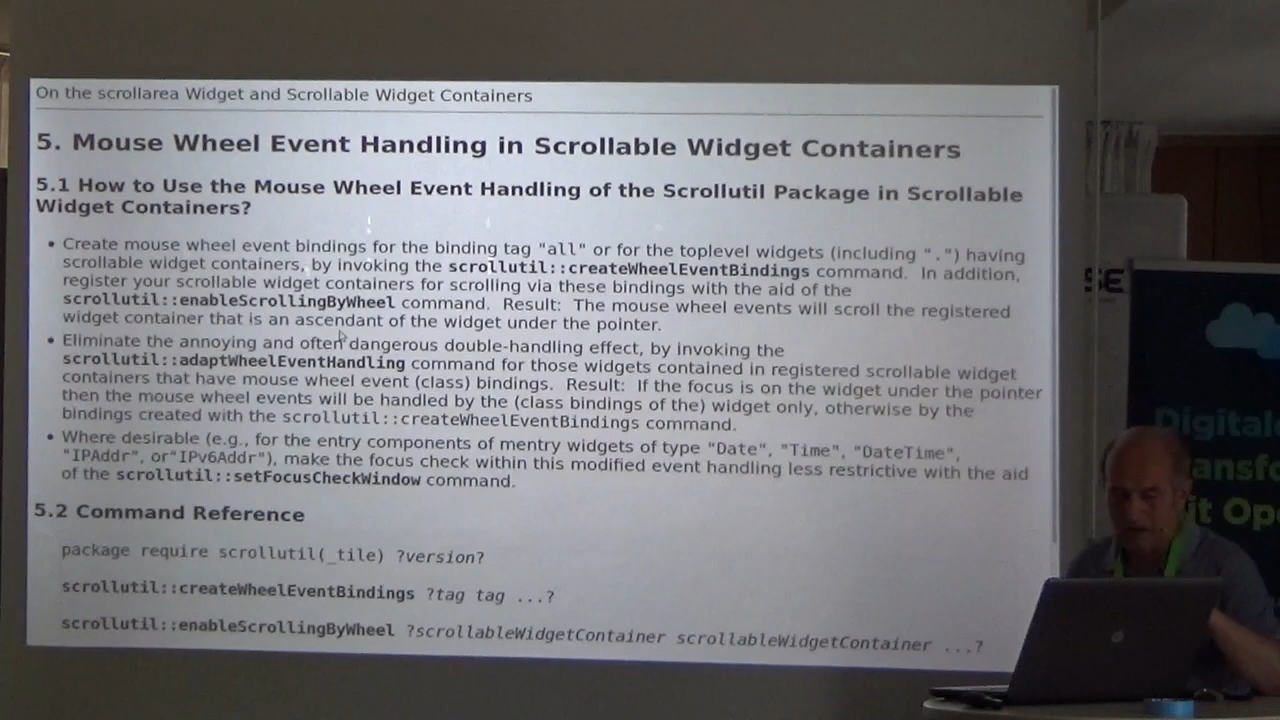 On the scrollarea Widget and Scrollable Widget Containers
5. Mouse Wheel Event Handling in Scrollable Widget Containers
5.1 How to Use the Mouse Wheel Event Handling of the Scrollutil Package in Scrollable
Widget Containers?
• Create mouse wheel event bindings for the binding tag "all" or for the toplevel widgets (including ".") having
scrollable widget containers, by invoking the scrollutil::createWheelEventBindings command. In addition,
register your scrollable widget containers for scrolling via these bindings with the aid of the
scrollutil::enableScrollingByWheel command. Result: The mouse wheel events will scroll the registered
widget container that is an ascendant of the widget under the pointer.
• Eliminate the annoying and often dangerous double-handling effect, by invoking the
scrollutil::adaptWheelEventHandling command for those widgets contained in registered scrollable widget
containers that have mouse wheel event (class) bindings. Result: If the focus is on the widget under the pointer
then the mouse wheel events will be handled by the (class bindings of the) widget only, otherwise by the
bindings created with the scrollutil::createWheelEventBindings command.
• Where desirable (e.g., for the entry components of mentry widgets of type "Date", "Time", "DateTime",
"IPAddr", or"IPv6Addr"), make the focus check within this modified event handling less restrictive with the aid
of the scrollutil::setFocusCheckWindow command.
5.2 Command Reference
package require scrollutil(_tile) ?version?
scrollutil::createWheelEventBindings ?tag tag ...?
scrollutil::enableScrollingByWheel ?scrollableWidgetContainer scrollableWidgetContainer ...?
SE
Digital
ansf
it Op